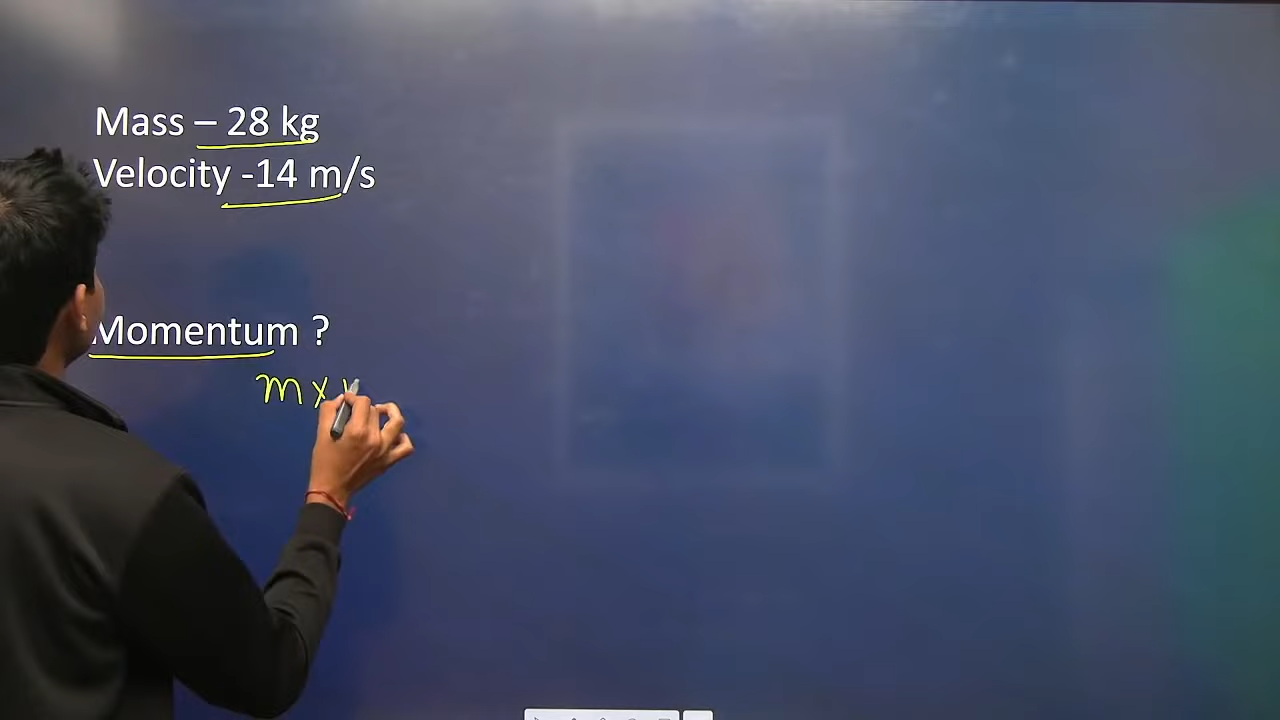 Mass – 28 kg
Velocity -14 m/s
Momentum ?
m x